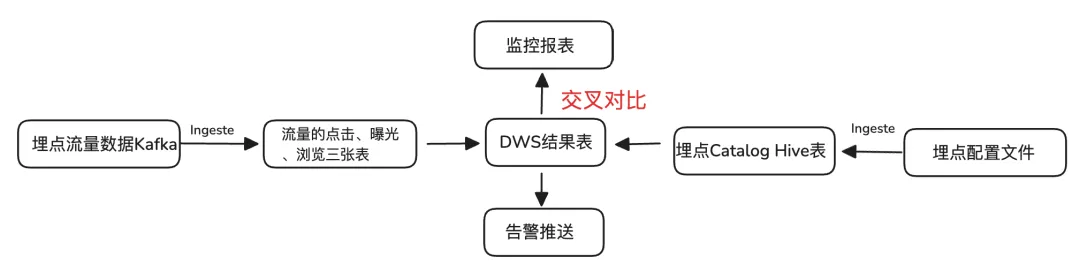 监控报表
交叉对比
埋点流量数据Kafka
Ingeste
流量的点击、曝光
、浏览三张表
DWS结果表
埋点Catalog Hive表
Ingeste
埋点配置文件
告警推送